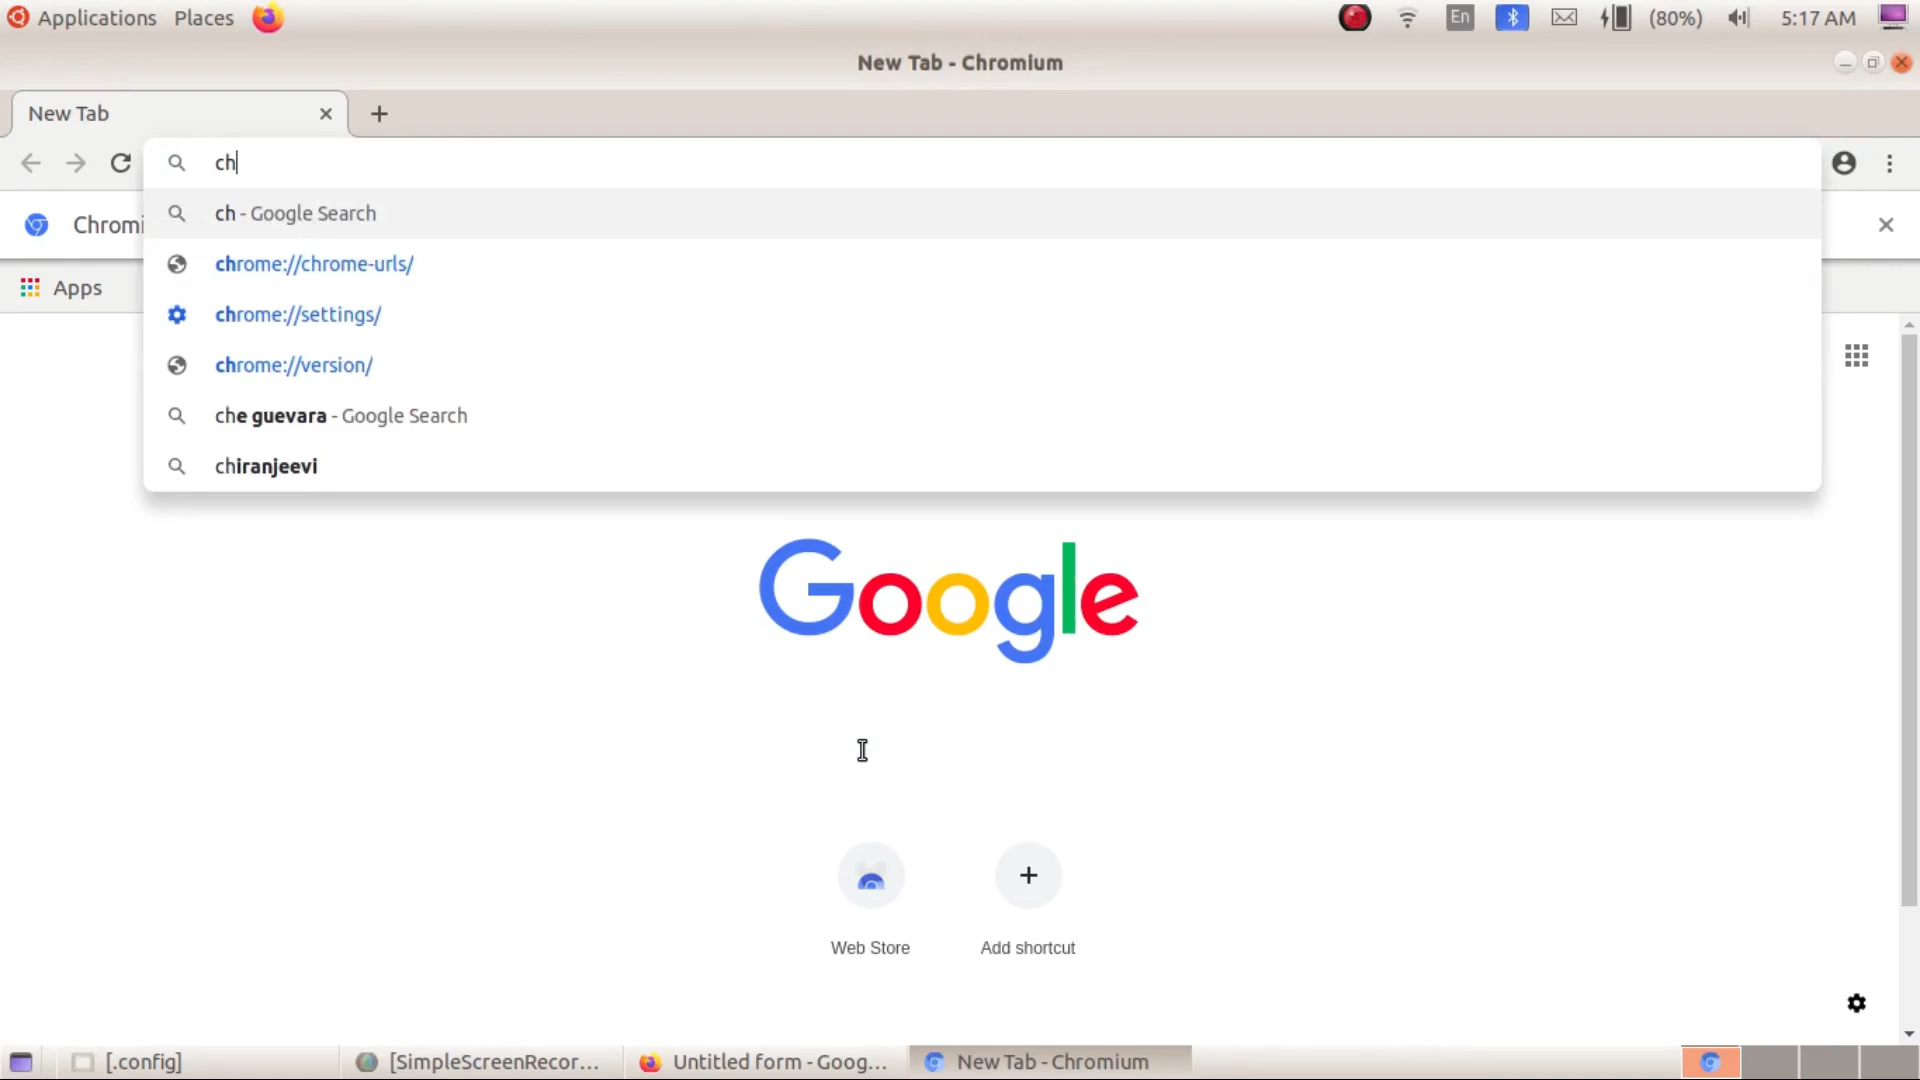 Applications Places En (80%) 5:17 AM
New Tab - Chromium
New Tab
ch
ch - Google Search
Chromi
chrome://chrome-urls/
Apps
chrome://settings/
chrome://version/
che guevara - Google Search
chiranjeevi
Google
Web Store Add shortcut
[.config] [SimpleScreenRecor... Untitled form - Goog... New Tab - Chromium